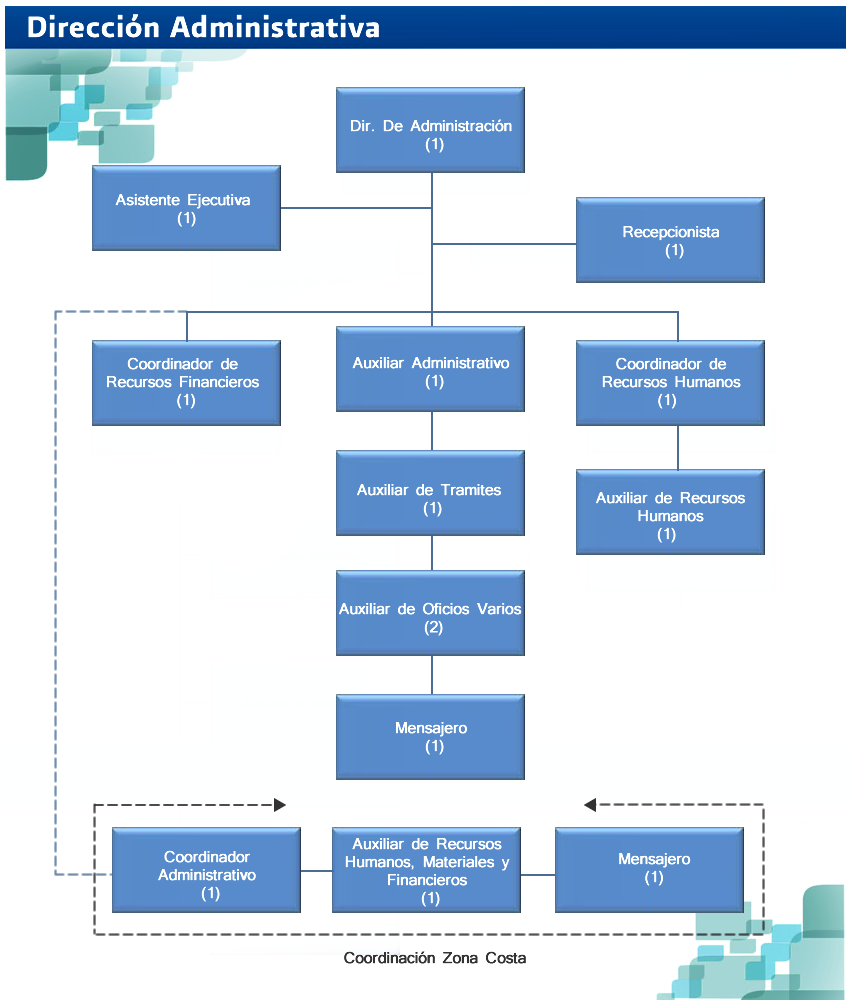 Dirección Administrativa
Dir. De Administración
(1)
Asistente Ejecutiva
(1)
Recepcionista
(1)
Coordinador de
Recursos Financieros
(1)
Auxiliar Administrativo
(1)
Coordinador de
Recursos Humanos
(1)
Auxiliar de Tramites
(1)
Auxiliar de Recursos
Humanos
(1)
Auxiliar de Oficios Varios
(2)
Mensajero
(1)
Coordinador
Administrativo
(1)
Auxiliar de Recursos
Humanos, Materiales y
Financieros
(1)
Mensajero
(1)
Coordinación Zona Costa